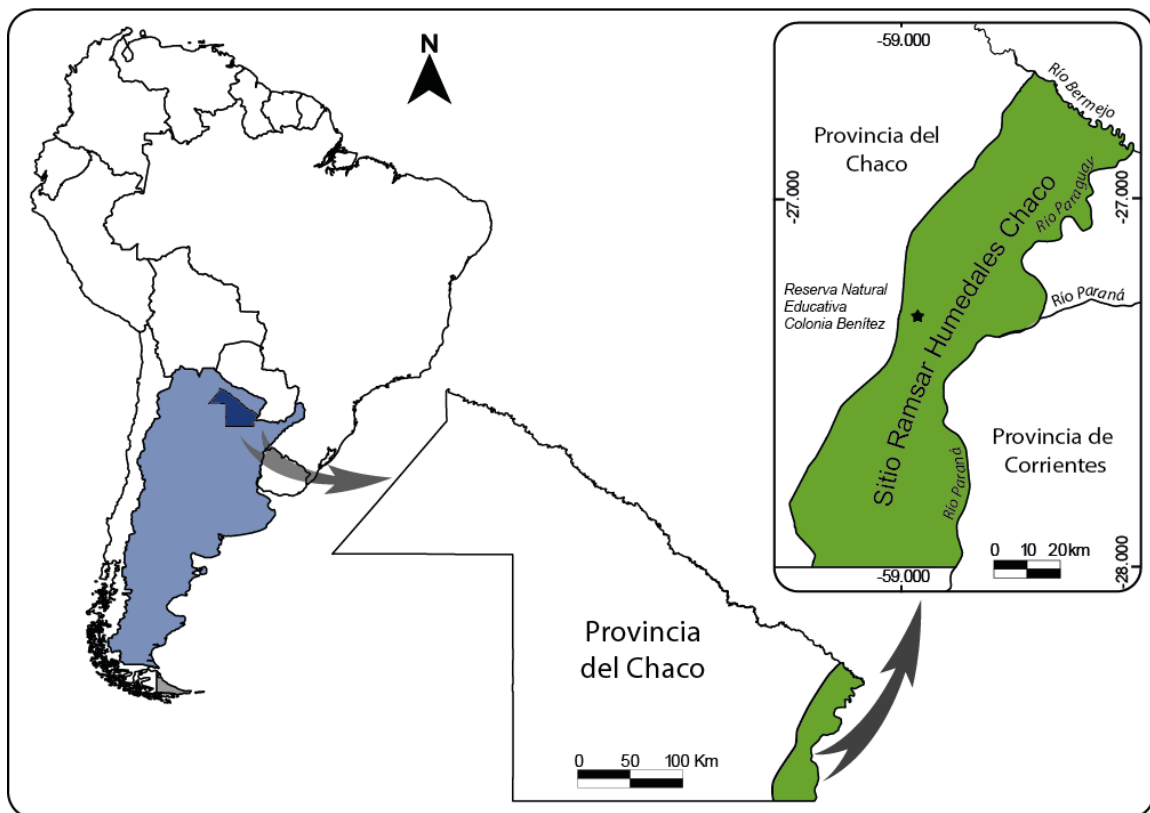 N
-59.000
Río Bermejo
Provincia del
Chaco
-27.000
-27.000
Río Paraguay
Sitio Ramsar Humedales Chaco
Reserva Natural
Educativa
Colonia Benítez
Río Paraná
Provincia de
Corrientes
Río Paraná
0 10 20km
-59.000
-28.000
Provincia
del Chaco
0 50 100 Km